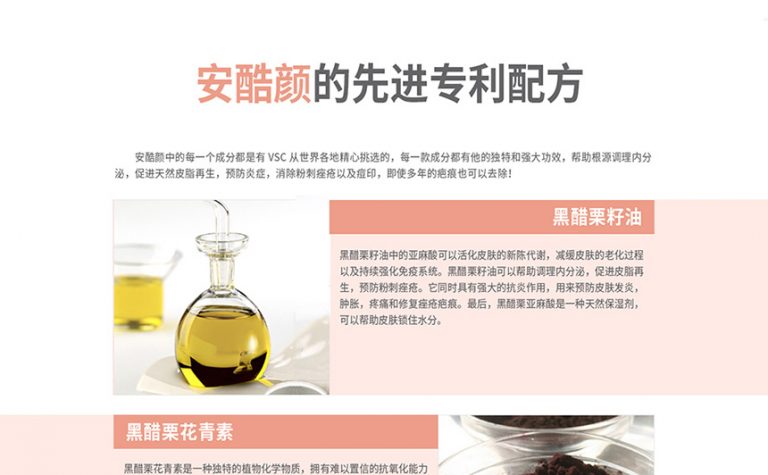 安酷颜的先进专利配方
安酷颜中的每一个成分都是有 VSC 从世界各地精心挑选的，每一款成分都有他的独特和强大功效，帮助根源调理内分
泌，促进天然皮脂再生，预防炎症，消除粉刺痤疮以及痘印，即使多年的疤痕也可以去除！
黑醋栗籽油
黑醋栗籽油中的亚麻酸可以活化皮肤的新陈代谢，减缓皮肤的老化过程
以及持续强化免疫系统。黑醋栗籽油可以帮助调理内分泌，促进皮脂再
生，预防粉刺痤疮。它同时具有强大的抗炎作用，用来预防皮肤发炎，
肿胀，疼痛和修复痤疮疤痕。最后，黑醋栗亚麻酸是一种天然保湿剂，
可以帮助皮肤锁住水分。
黑醋栗花青素
黑醋栗花青素是一种独特的植物化学物质，拥有难以置信的抗氧化能力